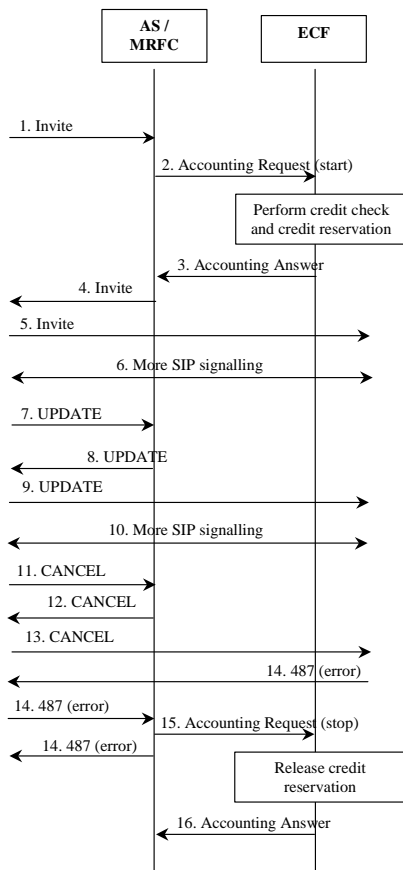 AS /
MRFC
ECF
1. Invite
2. Accounting Request (start)
Perform credit check
and credit reservation
3. Accounting Answer
4. Invite
5. Invite
6. More SIP signalling
7. UPDATE
8. UPDATE
9. UPDATE
10. More SIP signalling
11. CANCEL
12. CANCEL
13. CANCEL
14. 487 (error)
14. 487 (error)
15. Accounting Request (stop)
14. 487 (error)
Release credit
reservation
16. Accounting Answer